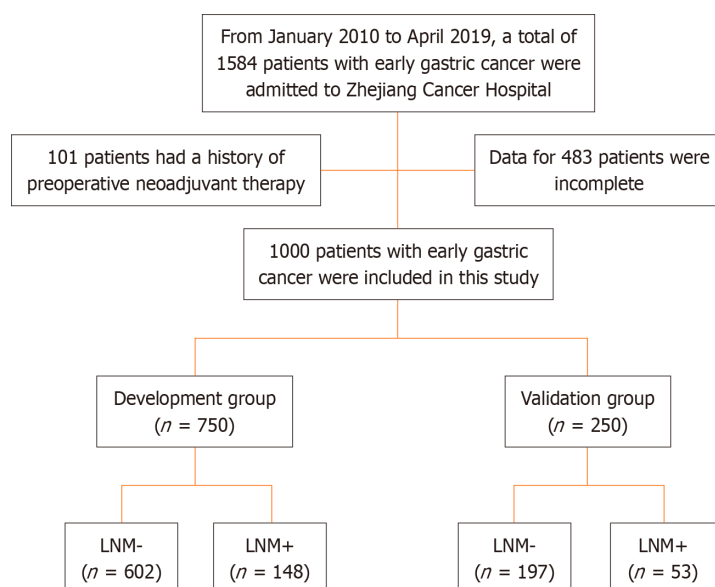 From January 2010 to April 2019, a total of
1584 patients with early gastric cancer were
admitted to Zhejiang Cancer Hospital
101 patients had a history of
preoperative neoadjuvant therapy
Data for 483 patients were
incomplete
1000 patients with early gastric
cancer were included in this study
Development group
(n = 750)
Validation group
(n = 250)
LNM-
(n = 602)
LNM+
(n = 148)
LNM-
(n = 197)
LNM+
(n = 53)